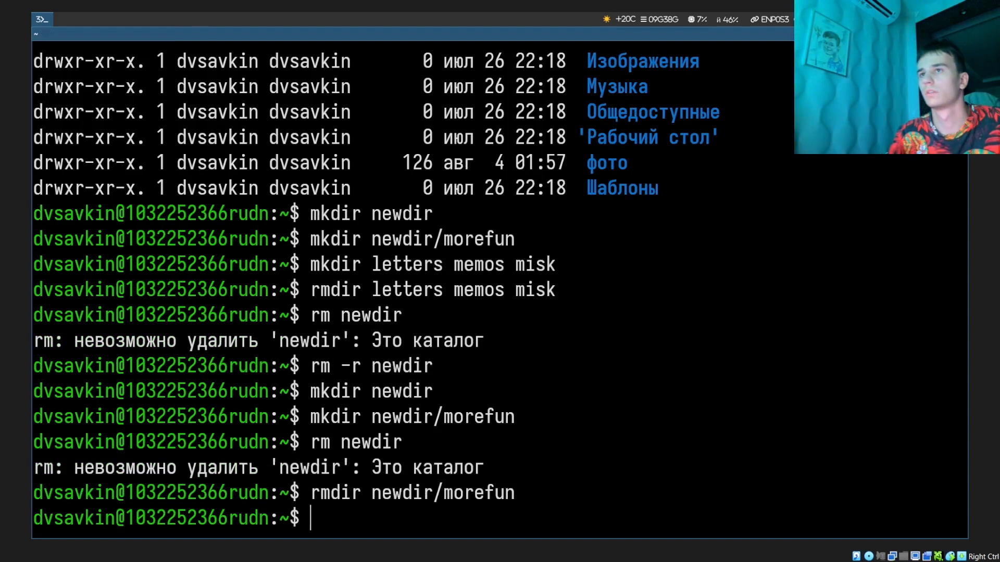 3>_
+20C 09G38G 7% й 46% ENP0S3
~
drwxr-xr-x. 1 dvsavkin dvsavkin 0 июл 26 22:18 Изображения
drwxr-xr-x. 1 dvsavkin dvsavkin 0 июл 26 22:18 Музыка
drwxr-xr-x. 1 dvsavkin dvsavkin 0 июл 26 22:18 Общедоступные
drwxr-xr-x. 1 dvsavkin dvsavkin 0 июл 26 22:18 'Рабочий стол'
drwxr-xr-x. 1 dvsavkin dvsavkin 126 авг 4 01:57 фото
drwxr-xr-x. 1 dvsavkin dvsavkin 0 июл 26 22:18 Шаблоны
dvsavkin@1032252366rudn:~$ mkdir newdir
dvsavkin@1032252366rudn:~$ mkdir newdir/morefun
dvsavkin@1032252366rudn:~$ mkdir letters memos misk
dvsavkin@1032252366rudn:~$ rmdir letters memos misk
dvsavkin@1032252366rudn:~$ rm newdir
rm: невозможно удалить 'newdir': Это каталог
dvsavkin@1032252366rudn:~$ rm -r newdir
dvsavkin@1032252366rudn:~$ mkdir newdir
dvsavkin@1032252366rudn:~$ mkdir newdir/morefun
dvsavkin@1032252366rudn:~$ rm newdir
rm: невозможно удалить 'newdir': Это каталог
dvsavkin@1032252366rudn:~$ rmdir newdir/morefun
dvsavkin@1032252366rudn:~$
Right Ctrl